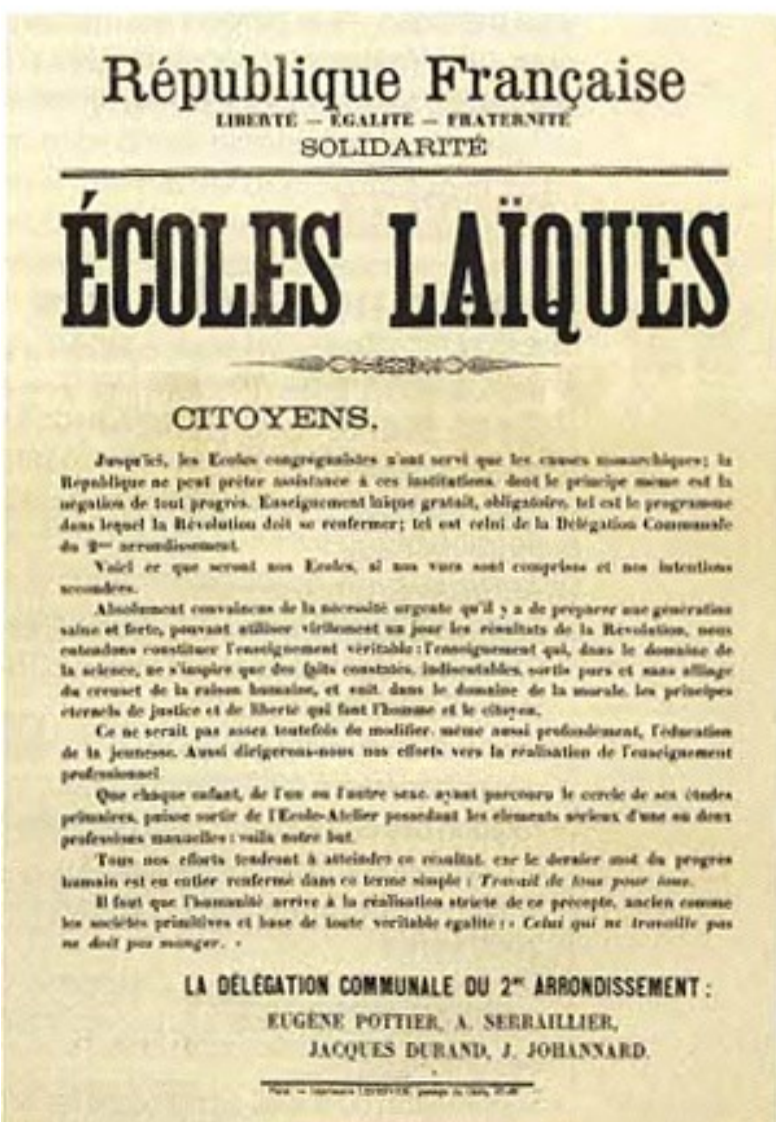 République Française
LIBERTÉ — ÉGALITÉ — FRATERNITÉ
SOLIDARITÉ
ÉCOLES LAÏQUES
CITOYENS,
Jusqu'ici, les Ecoles congréganistes n'ont servi que les causes monarchiques; la
République ne peut prêter assistance à ces institutions, dont le principe même est la
négation de tout progrès. Enseignement laïque gratuit, obligatoire, tel est le programme
dans lequel la Révolution doit se renfermer; tel est celui de la Délégation Communale
du 2me arrondissement.
Voici ce que seront nos Ecoles, si nos vues sont comprises et nos intentions
secondées.
Absolument convaincus de la nécessité urgente qu'il y a de préparer une génération
saine et forte, pouvant utiliser virilement un jour les résultats de la Révolution, nous
entendons constituer l'enseignement véritable: l'enseignement qui, dans le domaine de
la science, ne s'inspire que des faits constatés, indiscutables, sortis purs et sans alliage
du creuset de la raison humaine, et suit, dans le domaine de la morale, les principes
éternels de justice et de liberté qui font l'homme et le citoyen.
Ce ne serait pas assez toutefois de modifier, même aussi profondément, l'éducation
de la jeunesse. Aussi dirigerons-nous nos efforts vers la réalisation de l'enseignement
professionnel
Que chaque enfant, de l'un ou l'autre sexe, ayant parcouru le cercle de ses études
primaires, puisse sortir de l'Ecole-Atelier possédant les éléments sérieux d'une ou deux
professions manuelles: voilà notre but.
Tous nos efforts tendront à atteindre ce résultat, car le dernier mot du progrès
humain est en entier renfermé dans ce terme simple : Travail de tous pour tous.
Il faut que l'humanité arrive à la réalisation stricte de ce précepte, ancien comme
les sociétés primitives et base de toute véritable égalité : « Celui qui ne travaille pas
ne doit pas manger. »
LA DÉLÉGATION COMMUNALE DU 2me ARRONDISSEMENT :
EUGÈNE POTTIER, A. SERRAILLIER,
JACQUES DURAND, J. JOHANNARD.
Paris. — Imprimerie